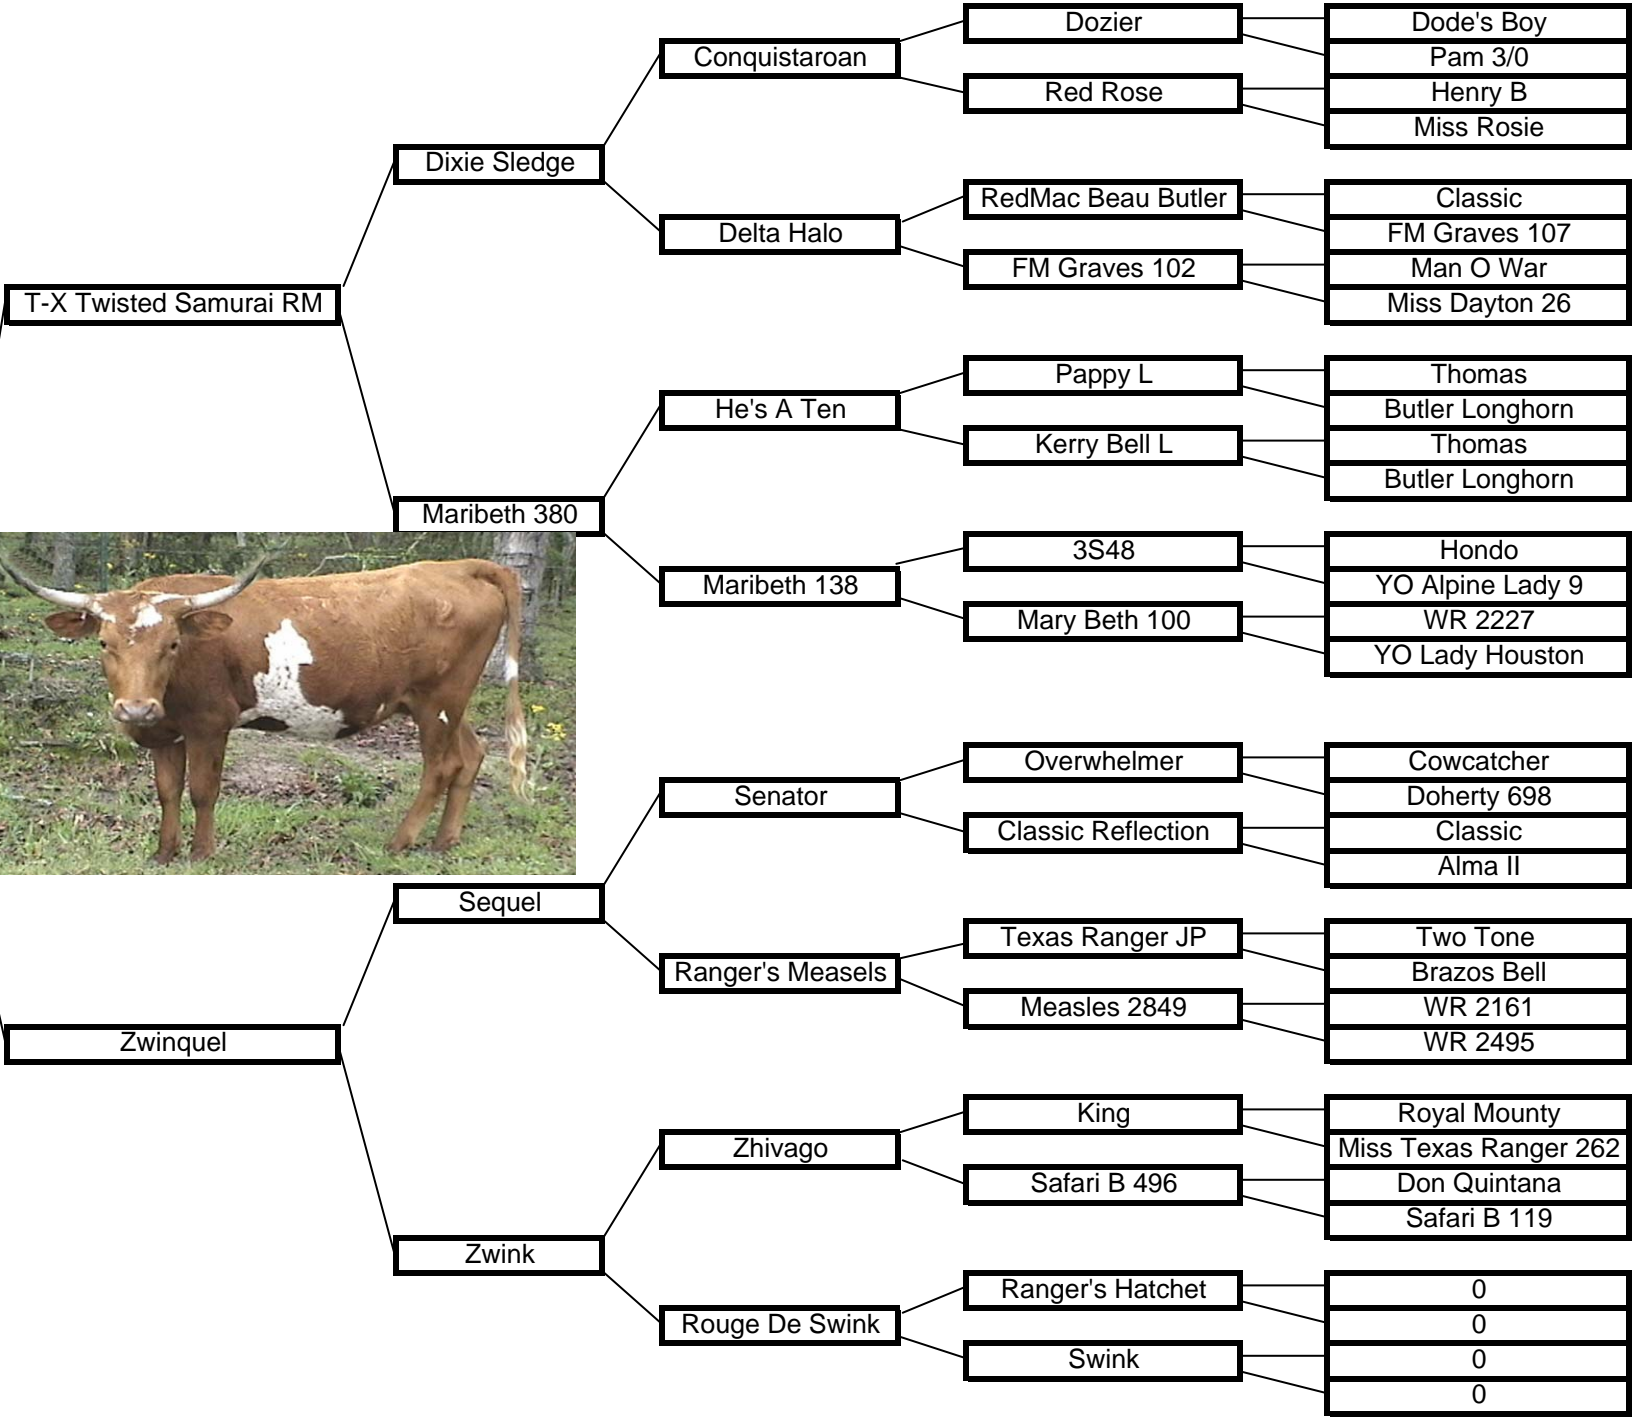 Dozier
Dode's Boy
Conquistaroan
Pam 3/0
Red Rose
Henry B
Miss Rosie
Dixie Sledge
RedMac Beau Butler
Classic
Delta Halo
FM Graves 107
FM Graves 102
Man O War
T-X Twisted Samurai RM
Miss Dayton 26
Pappy L
Thomas
He's A Ten
Butler Longhorn
Kerry Bell L
Thomas
Butler Longhorn
Maribeth 380
3S48
Hondo
Maribeth 138
YO Alpine Lady 9
Mary Beth 100
WR 2227
YO Lady Houston
Overwhelmer
Cowcatcher
Senator
Doherty 698
Classic Reflection
Classic
Alma II
Sequel
Texas Ranger JP
Two Tone
Ranger's Measels
Brazos Bell
Measles 2849
WR 2161
Zwinquel
WR 2495
King
Royal Mounty
Zhivago
Miss Texas Ranger 262
Safari B 496
Don Quintana
Safari B 119
Zwink
Ranger's Hatchet
0
Rouge De Swink
0
Swink
0
0